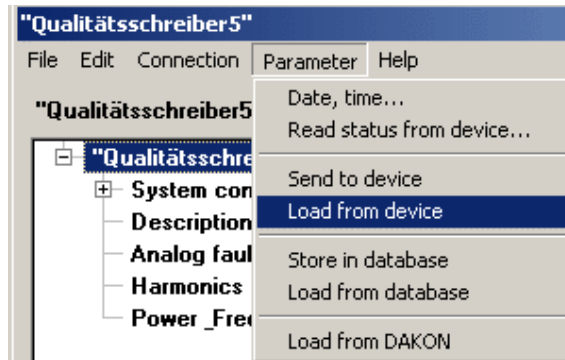 "Qualitätsschreiber5"
File Edit Connection Parameter Help
"Qualitätsschreiber5
Date, time...
Read status from device...
"Qualitätsschre
System con
Send to device
Load from device
Description
Analog faul
Store in database
Harmonics
Load from database
Power _Fre
Load from DAKON